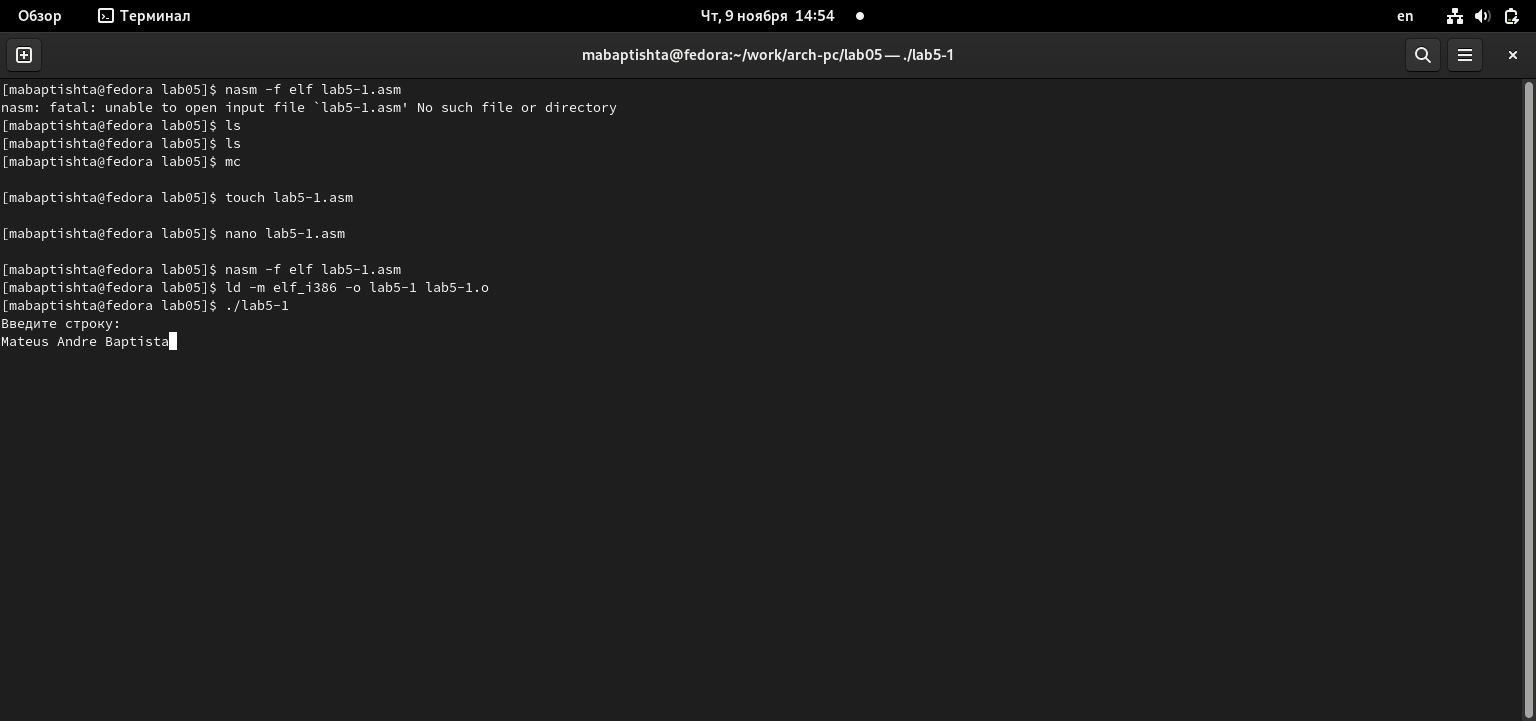 Обзор Терминал Чт, 9 ноября 14:54 en
mabaptishta@fedora:~/work/arch-pc/lab05 — ./lab5-1
[mabaptishta@fedora lab05]$ nasm -f elf lab5-1.asm
nasm: fatal: unable to open input file `lab5-1.asm' No such file or directory
[mabaptishta@fedora lab05]$ ls
[mabaptishta@fedora lab05]$ ls
[mabaptishta@fedora lab05]$ mc
[mabaptishta@fedora lab05]$ touch lab5-1.asm
[mabaptishta@fedora lab05]$ nano lab5-1.asm
[mabaptishta@fedora lab05]$ nasm -f elf lab5-1.asm
[mabaptishta@fedora lab05]$ ld -m elf_i386 -o lab5-1 lab5-1.o
[mabaptishta@fedora lab05]$ ./lab5-1
Введите строку:
Mateus Andre Baptista